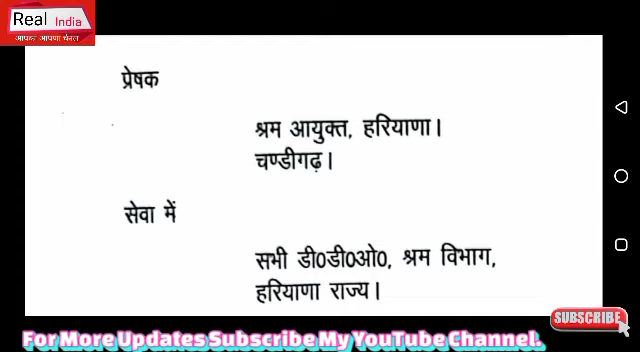 Real India
आपका आपणा चैनल
प्रेषक
श्रम आयुक्त, हरियाणा।
चण्डीगढ़।
सेवा में
सभी डी0डी0ओ0, श्रम विभाग,
हरियाणा राज्य।
SUBSCRIBE
For More Updates Subscribe My YouTube Channel.